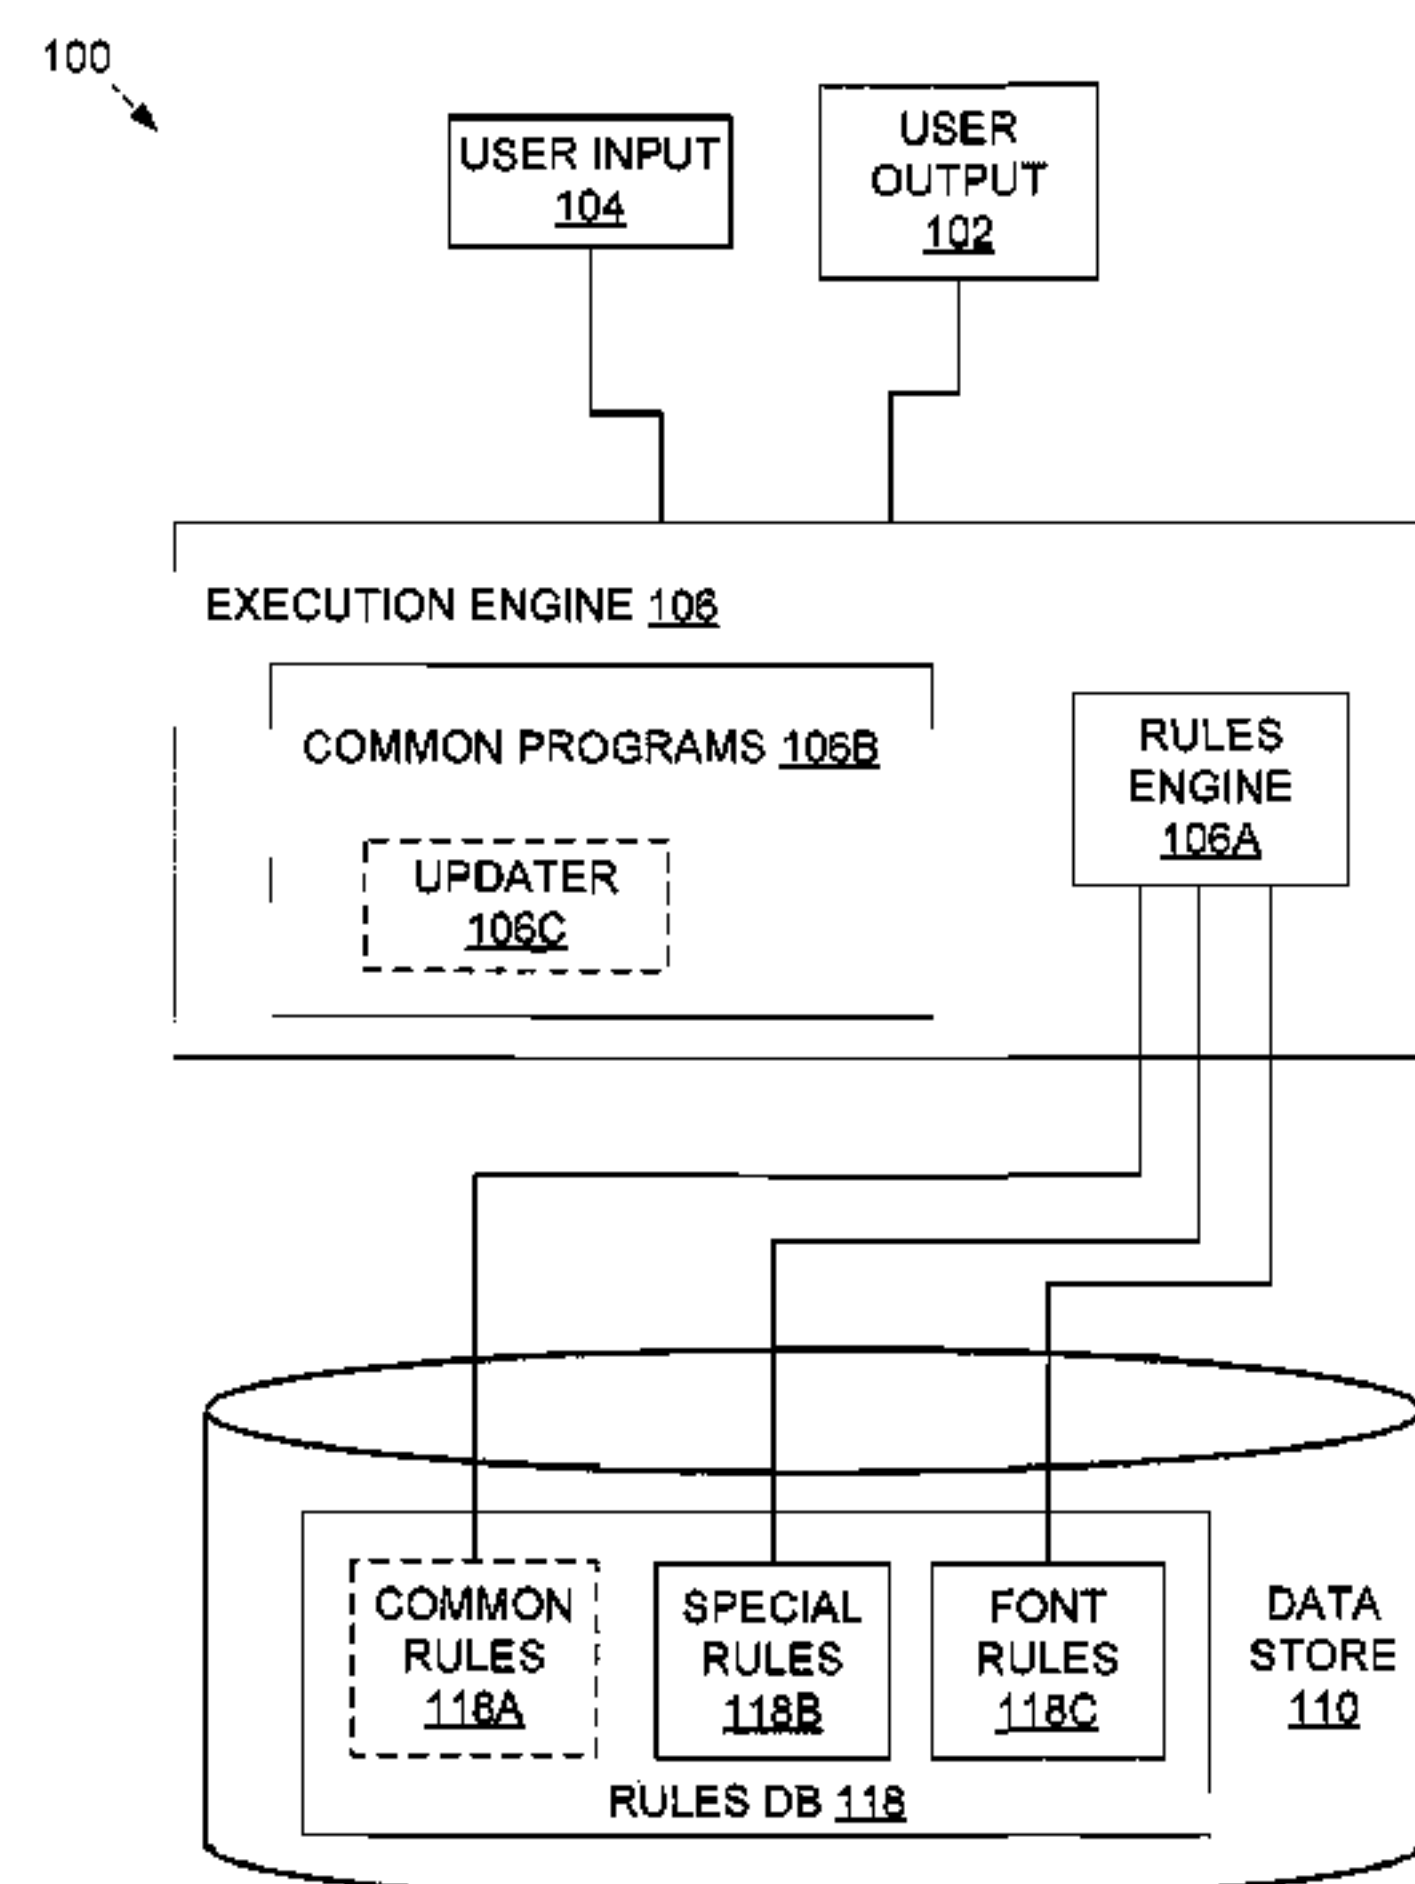 100
USER INPUT
104
USER
OUTPUT
102
EXECUTION ENGINE 106
COMMON PROGRAMS 106B
UPDATER
106C
RULES
ENGINE
106A
COMMON
RULES
118A
SPECIAL
RULES
118B
FONT
RULES
118C
RULES DB 118
DATA
STORE
110